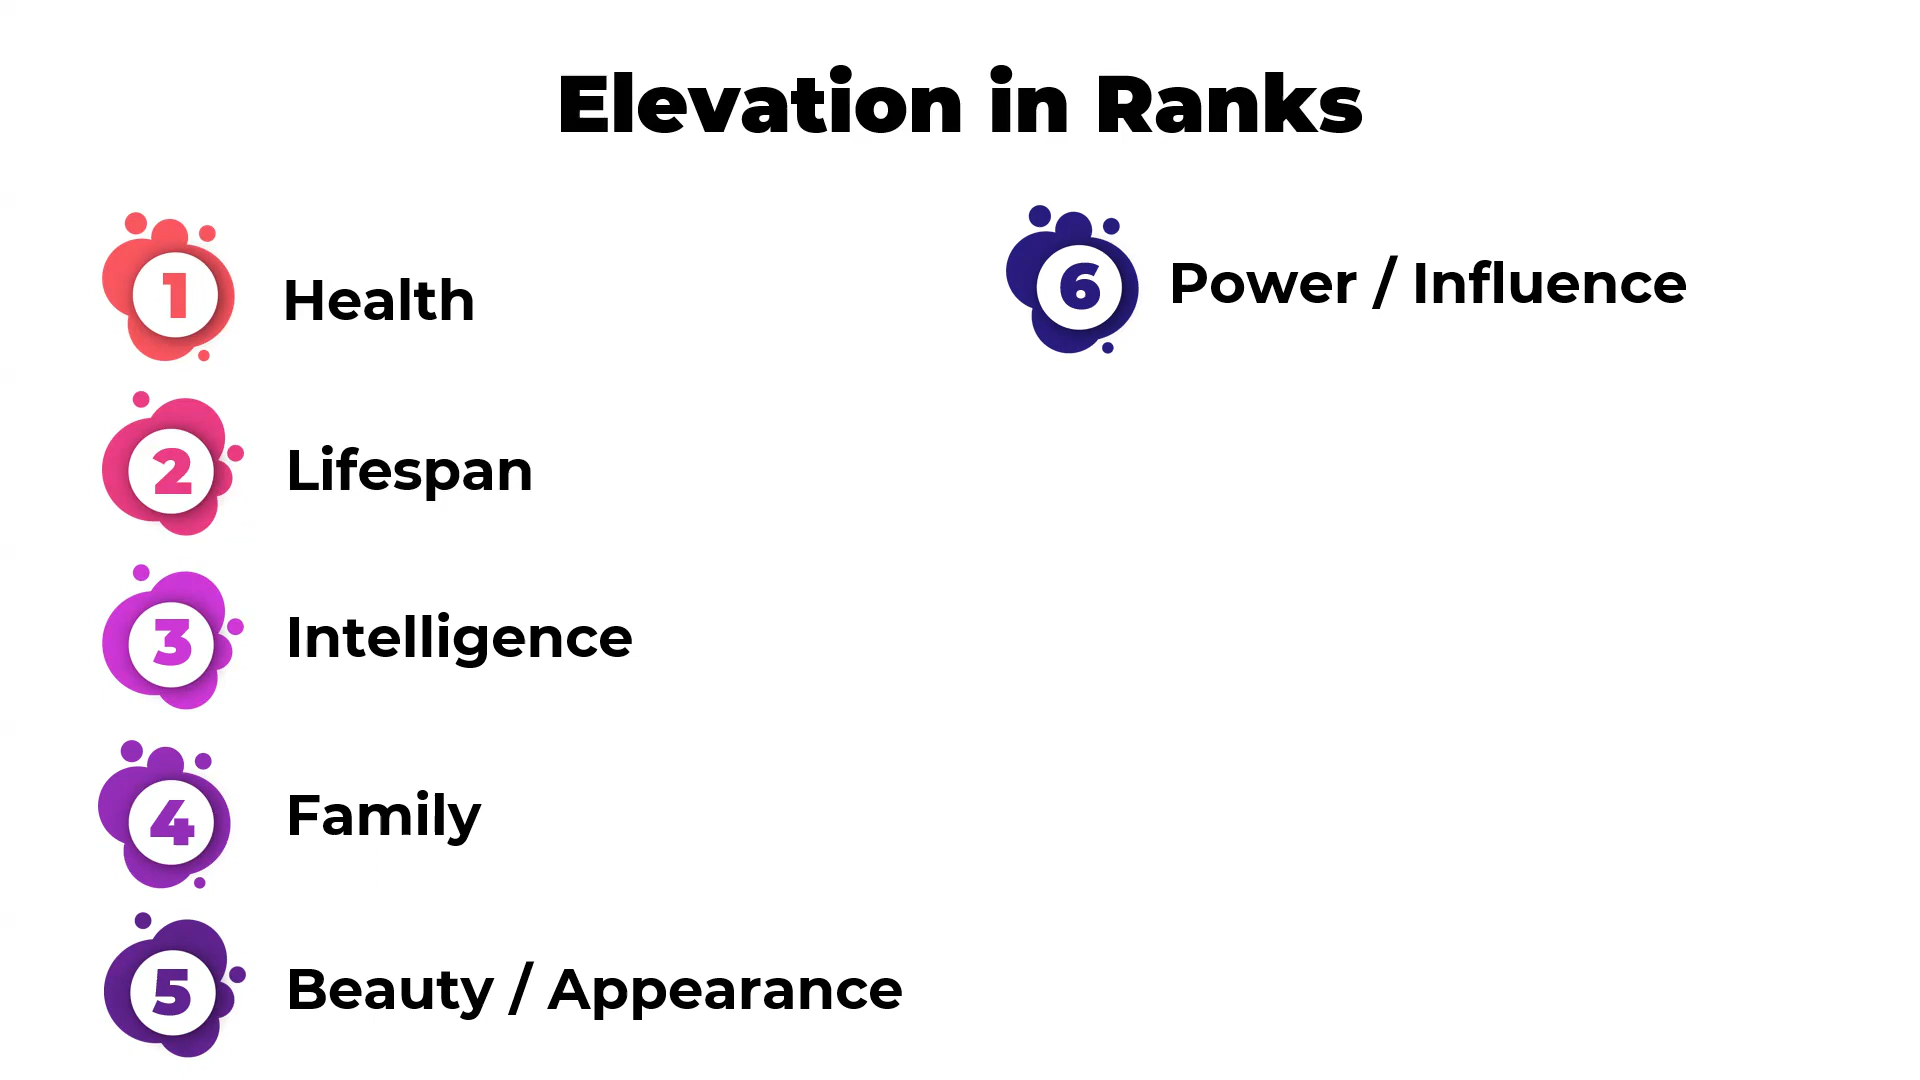 Elevation in Ranks
1 Health
2 Lifespan
3 Intelligence
4 Family
5 Beauty / Appearance
6 Power / Influence